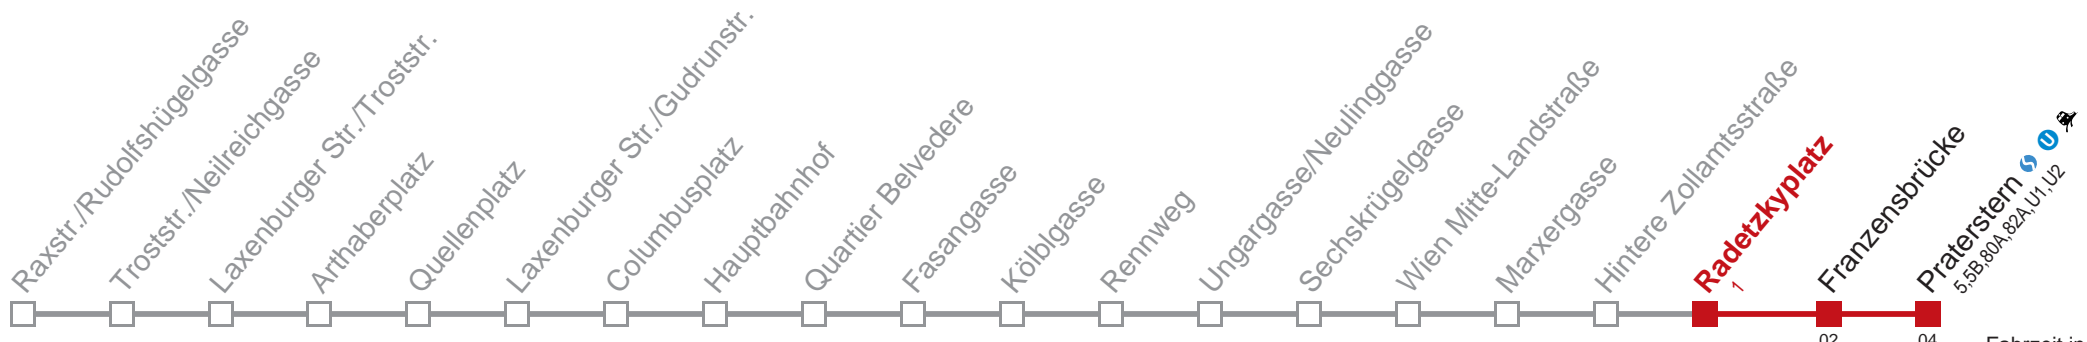 Raxstr./Rudolfshügelgasse
Troststr./Neilreichgasse
Laxenburger Str./Troststr.
Arthaberplatz
Quellenplatz
Laxenburger Str./Gudrunstr.
Columbusplatz
Hauptbahnhof
Quartier Belvedere
Fasangasse
Kölblgasse
Rennweg
Ungargasse/Neulinggasse
Sechskrügelgasse
Wien Mitte-Landstraße
Marxergasse
Hintere Zollamtsstraße
Radetzkyplatz
1
Franzensbrücke
Praterstern S U
5,5B,80A,82A,U1,U2
02
04
Fahrzeit in